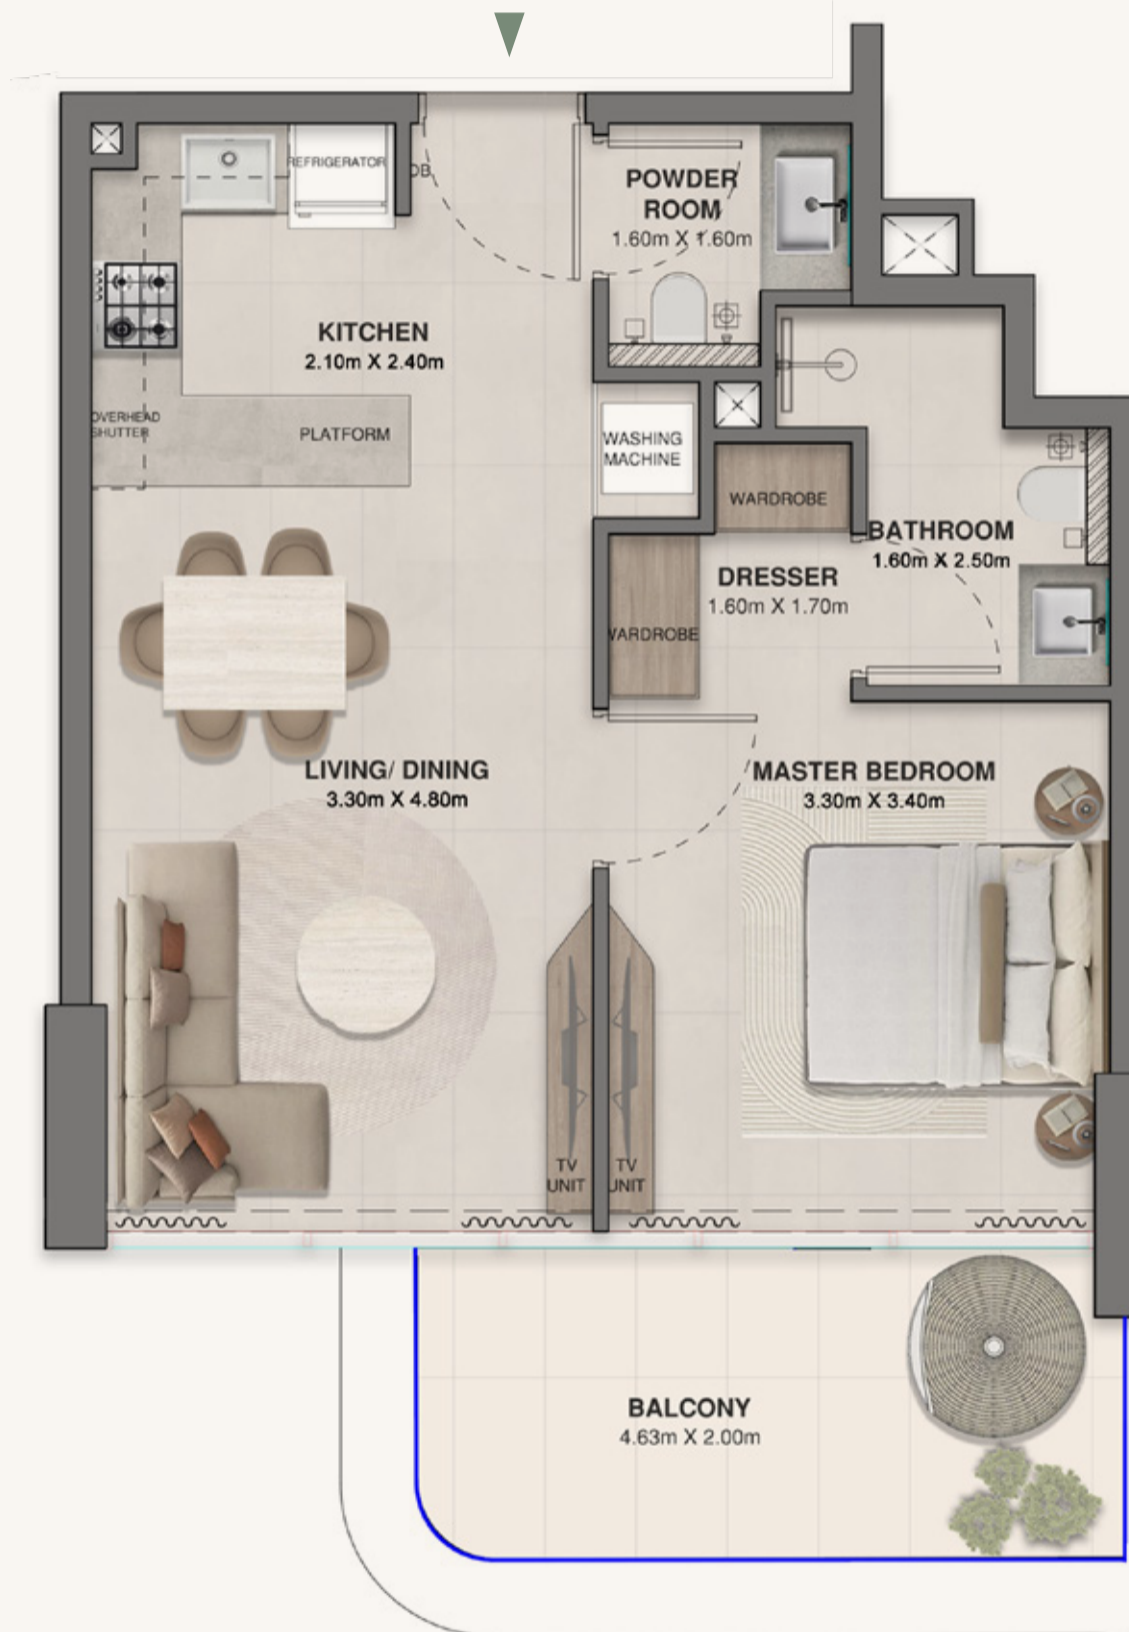 REFRIGERATOR
OB
POWDER
ROOM
1.60m X 1.60m
KITCHEN
2.10m X 2.40m
OVERHEAD
SHUTTER
PLATFORM
WASHING
MACHINE
WARDROBE
BATHROOM
1.60m X 2.50m
DRESSER
1.60m X 1.70m
WARDROBE
LIVING/ DINING
3.30m X 4.80m
MASTER BEDROOM
3.30m X 3.40m
TV
UNIT
TV
UNIT
BALCONY
4.63m X 2.00m